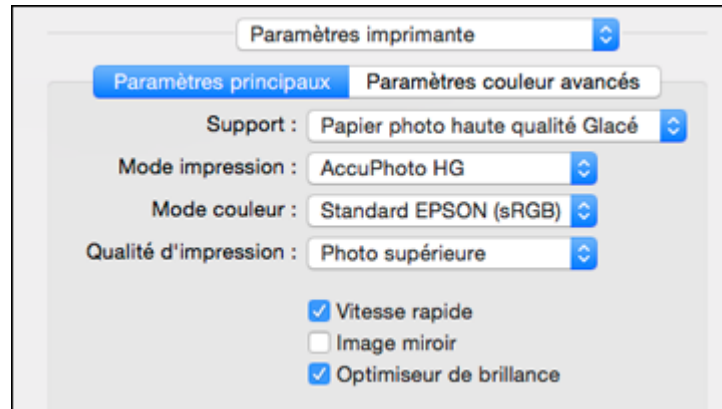 Paramètres imprimante
Paramètres principaux Paramètres couleur avancés
Support : Papier photo haute qualité Glacé
Mode impression : AccuPhoto HG
Mode couleur : Standard EPSON (sRGB)
Qualité d'impression : Photo supérieure
Vitesse rapide
Image miroir
Optimiseur de brillance